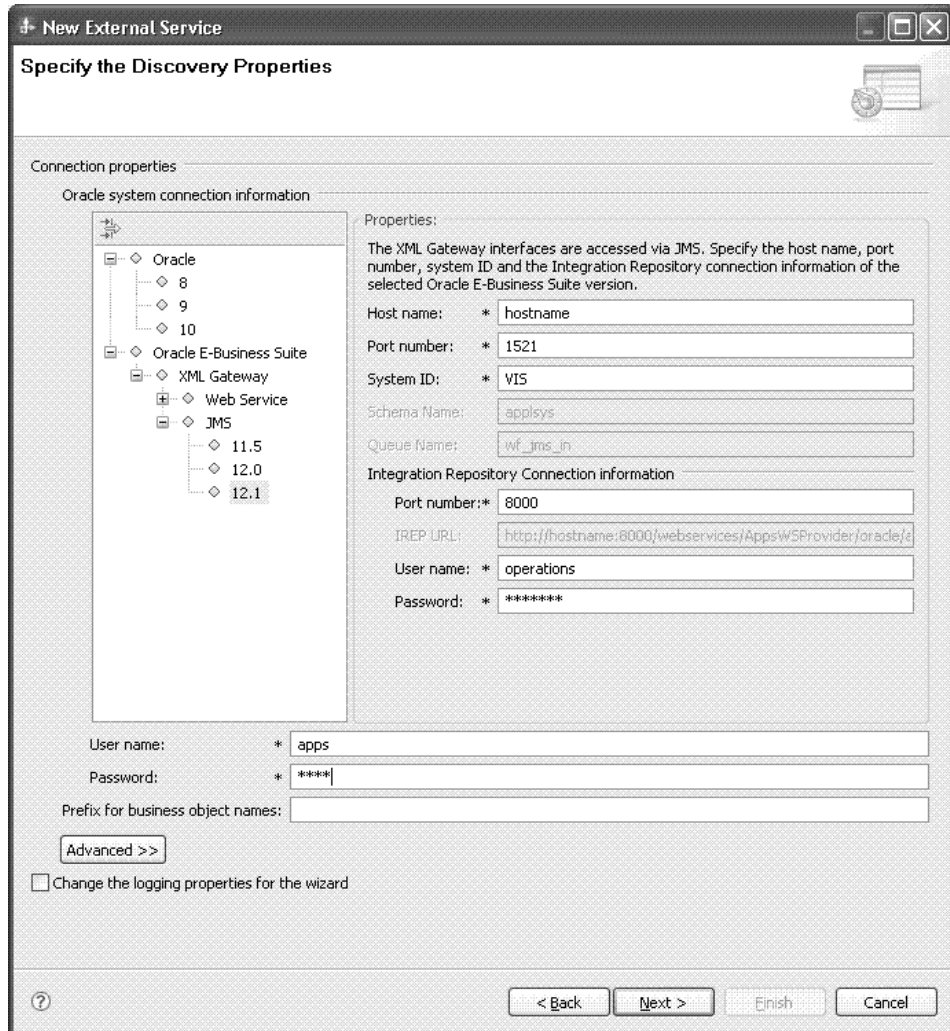 New External Service
Specify the Discovery Properties
Connection properties
Oracle system connection information
Oracle
8
9
10
Oracle E-Business Suite
XML Gateway
Web Service
JMS
11.5
12.0
12.1
Properties:
The XML Gateway interfaces are accessed via JMS. Specify the host name, port
number, system ID and the Integration Repository connection information of the
selected Oracle E-Business Suite version.
Host name: * hostname
Port number: * 1521
System ID: * VIS
Schema Name: applsys
Queue Name: wf_jms_in
Integration Repository Connection information
Port number:* 8000
IREP URL: http://hostname:8000/webservices/AppsWSProvider/oracle/a
User name: * operations
Password: * *******
User name: * apps
Password: * ****
Prefix for business object names:
Advanced >>
Change the logging properties for the wizard
? < Back Next > Finish Cancel